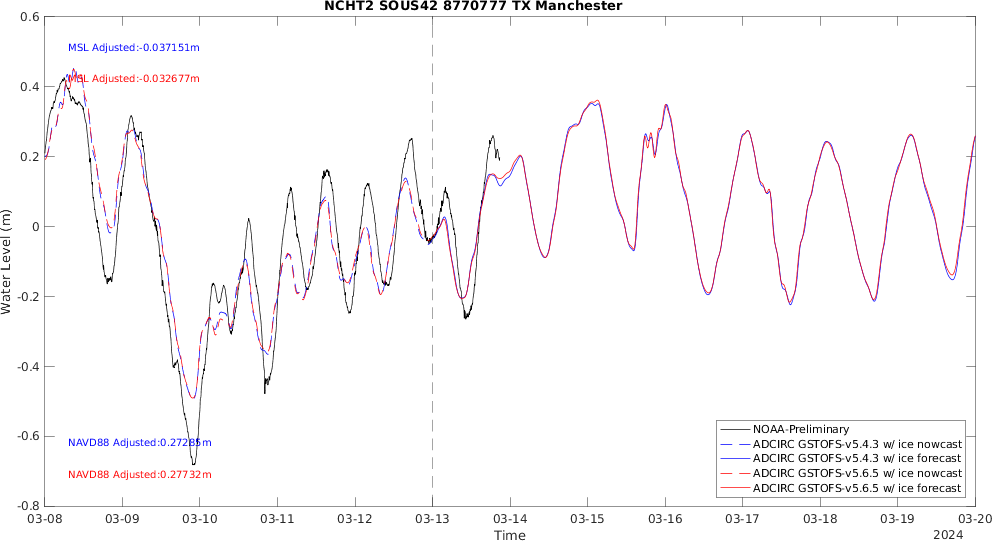 NCHT2 SOUS42 8770777 TX Manchester
0.6
0.4
0.2
0
-0.2
-0.4
-0.6
-0.8
Water Level (m)
MSL Adjusted:-0.037151m
MSL Adjusted:-0.032677m
NAVD88 Adjusted:0.27285m
NAVD88 Adjusted:0.27732m
NOAA-Preliminary
ADCIRC GSTOFS-v5.4.3 w/ ice nowcast
ADCIRC GSTOFS-v5.4.3 w/ ice forecast
ADCIRC GSTOFS-v5.6.5 w/ ice nowcast
ADCIRC GSTOFS-v5.6.5 w/ ice forecast
03-08 03-09 03-10 03-11 03-12 03-13 03-14 03-15 03-16 03-17 03-18 03-19 03-20
Time
2024